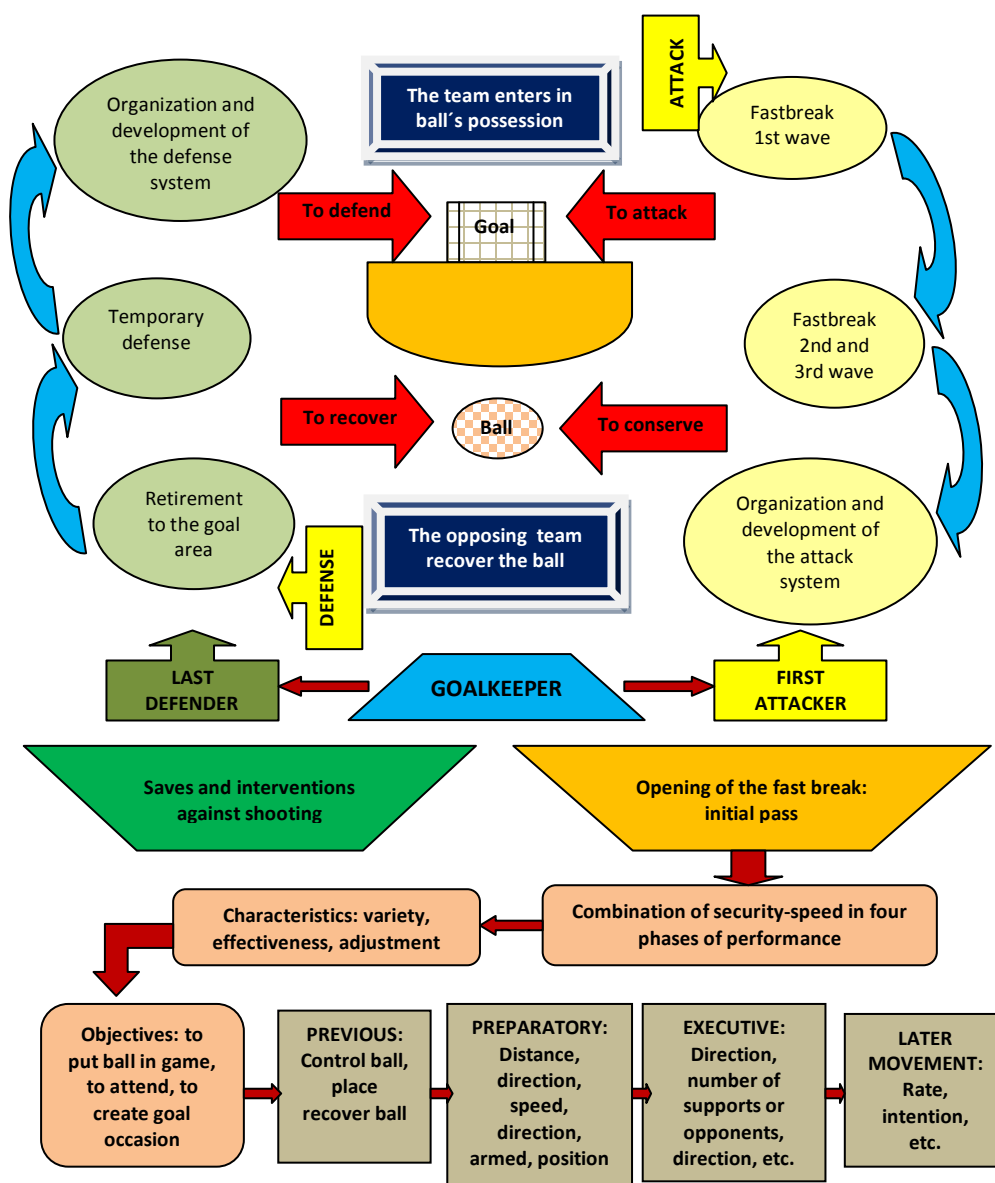 ATTACK
The team enters in
ball´s possession
Organization and
development of
the defense
system
Fastbreak
1st wave
To defend
Goal
To attack
Temporary
defense
Fastbreak
2nd and
3rd wave
To recover
Ball
To conserve
Retirement
to the goal
area
DEFENSE
The opposing team
recover the ball
Organization and
development of
the attack
system
LAST
DEFENDER
GOALKEEPER
FIRST
ATTACKER
Saves and interventions
against shooting
Opening of the fast break:
initial pass
Characteristics: variety,
effectiveness, adjustment
Combination of security-speed in four
phases of performance
Objectives: to
put ball in game,
to attend, to
create goal
occasion
PREVIOUS:
Control ball,
place
recover ball
PREPARATORY:
Distance,
direction,
speed,
direction,
armed, position
EXECUTIVE:
Direction,
number of
supports or
opponents,
direction, etc.
LATER
MOVEMENT:
Rate,
intention,
etc.